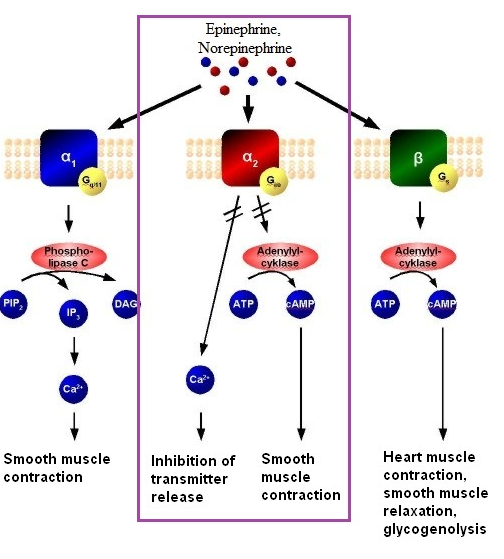 Epinephrine,
Norepinephrine
α1
Gq/11
α2
Gi/o
β
Gs
Phospho-
lipase C
Adenylyl-
cyklase
Adenylyl-
cyklase
PIP2
IP3
DAG
ATP
cAMP
ATP
cAMP
Ca2+
Ca2+
Smooth muscle
contraction
Inhibition of
transmitter
release
Smooth
muscle
contraction
Heart muscle
contraction,
smooth muscle
relaxation,
glycogenolysis